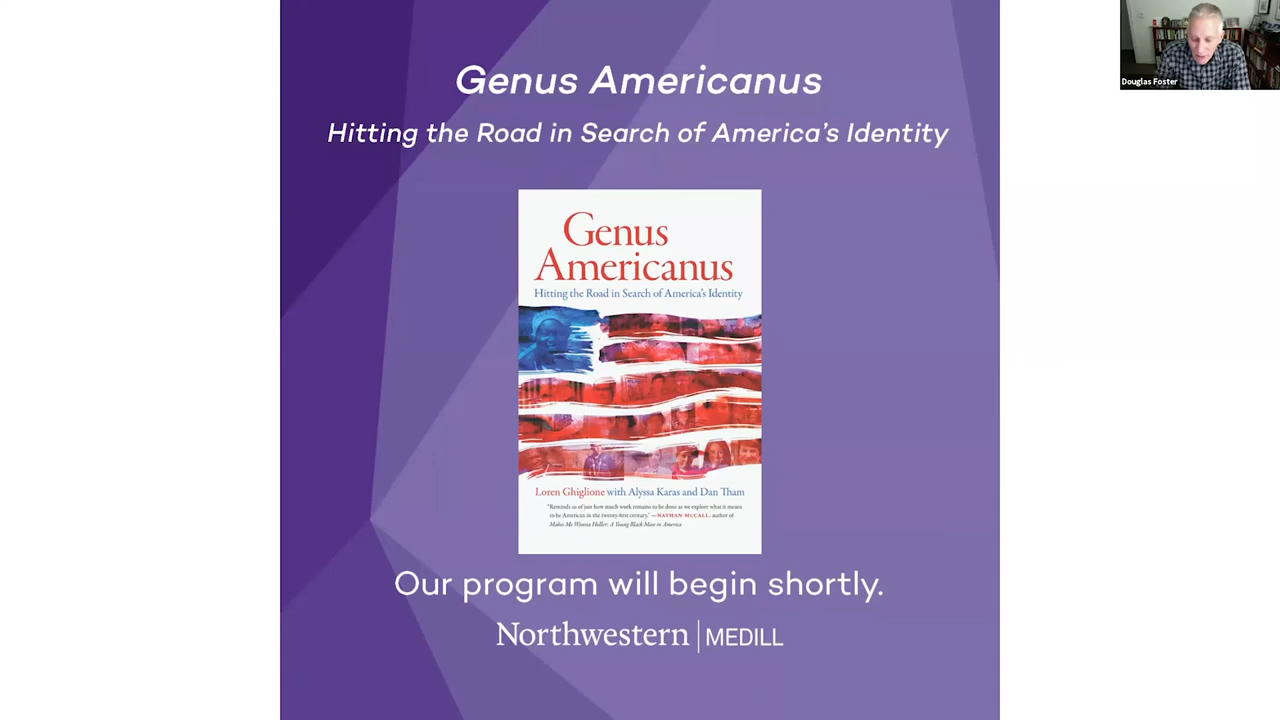 Genus Americanus
Hitting the Road in Search of America's Identity
Genus
Americanus
Hitting the Road in Search of America's Identity
Loren Ghiglione with Alyssa Karas and Dan Tham
"Reminds us of just how much work remains to be done as we explore what it means
to be American in the twenty-first century." —NATHAN MCCALL, author of
Makes Me Wanna Holler: A Young Black Man in America
Our program will begin shortly.
Northwestern | MEDILL
Douglas Foster